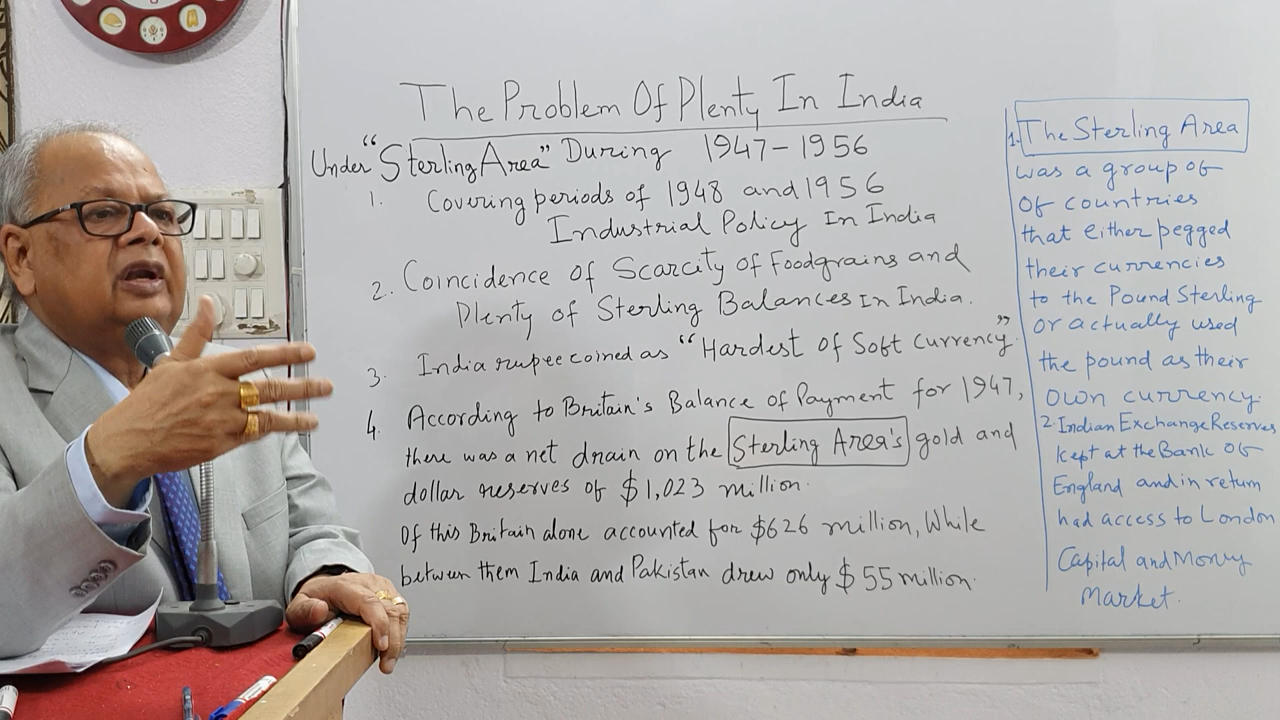 The Problem Of Plenty In India
Under "Sterling Area" During 1947-1956
1. Covering periods of 1948 and 1956
Industrial Policy In India
2. Coincidence of Scarcity of Foodgrains and
Plenty of Sterling Balances In India.
3. India rupee coined as "Hardest of Soft Currency"
4. According to Britain's Balance of Payment for 1947,
there was a net drain on the Sterling Area's gold and
dollar reserves of $1,023 million.
Of this Britain alone accounted for $626 million, While
between them India and Pakistan drew only $55 million.
1. The Sterling Area
was a group of
of countries
that either pegged
their currencies
to the Pound Sterling
or actually used
the pound as their
own currency.
2. Indian Exchange Reserves
kept at the Bank of
England and in return
had access to London
Capital and Money
Market.